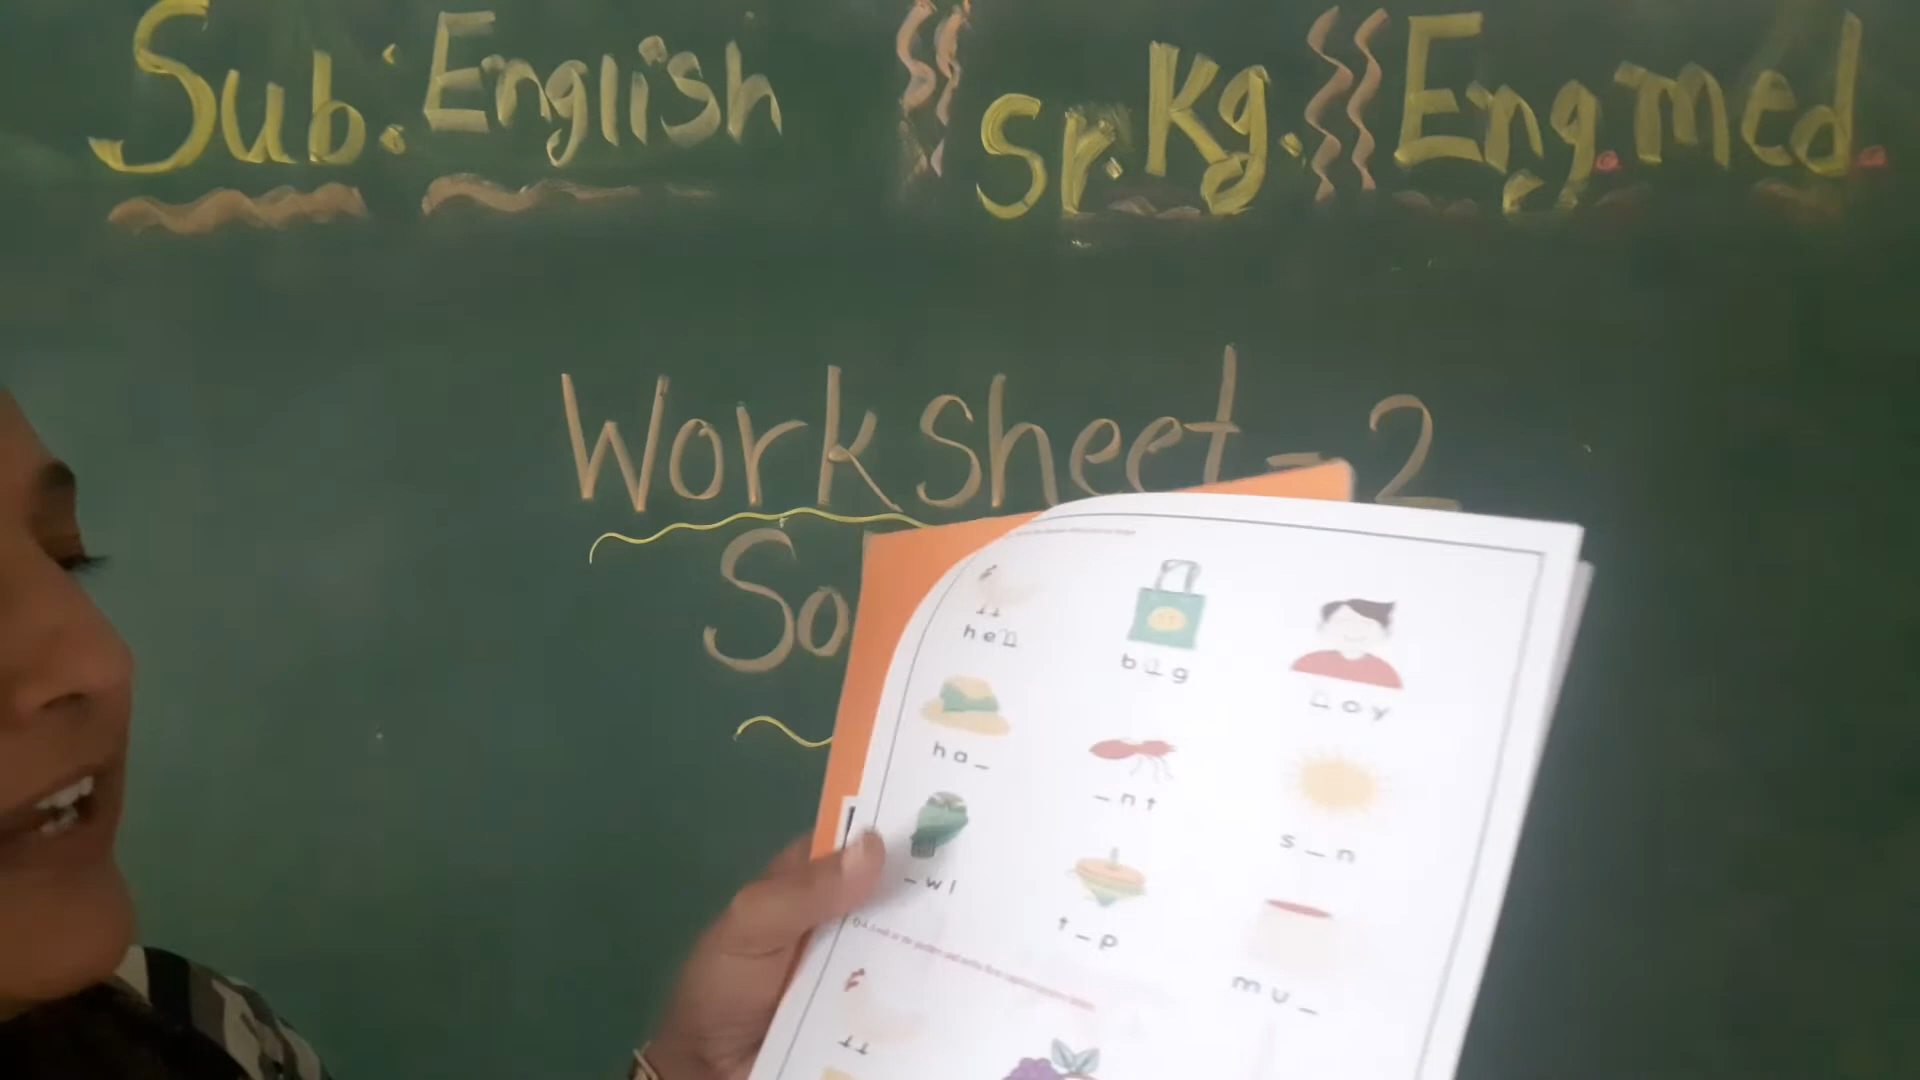 Sub: English Sr. Kg. Eng. med.
Worksheet - 2
So
hen bag boy
ha_ _nt s_n
_wl t_p mu_